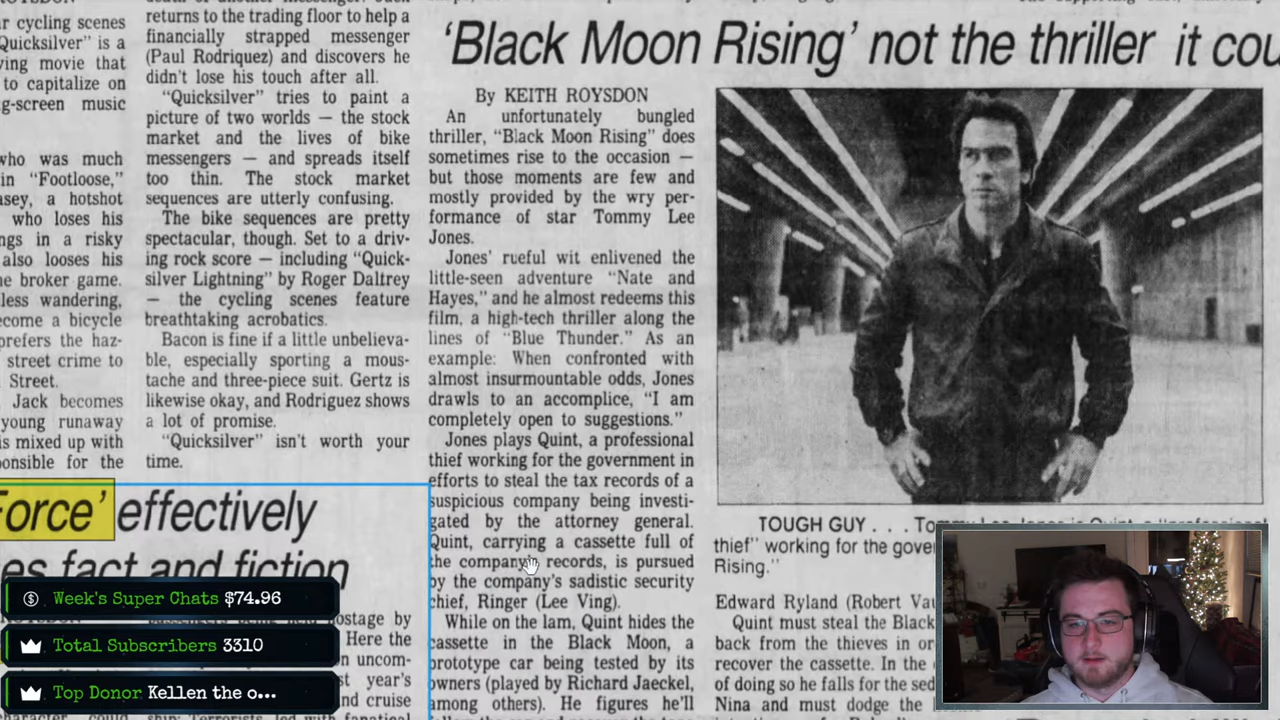 'Black Moon Rising' not the thriller it cou
r cycling scenes
Quicksilver" is a
ving movie that
to capitalize on
g-screen music
who was much
in "Footloose,"
asey, a hotshot
who loses his
ngs in a risky
also looses his
e broker game.
less wandering,
ecome a bicycle
prefers the haz-
street crime to
Street.
Jack becomes
young runaway
is mixed up with
ponsible for the
returns to the trading floor to help a
financially strapped messenger
(Paul Rodriquez) and discovers he
didn't lose his touch after all.
"Quicksilver" tries to paint a
picture of two worlds — the stock
market and the lives of bike
messengers — and spreads itself
too thin. The stock market
sequences are utterly confusing.
The bike sequences are pretty
spectacular, though. Set to a driv-
ing rock score — including "Quick-
silver Lightning" by Roger Daltrey
— the cycling scenes feature
breathtaking acrobatics.
Bacon is fine if a little unbelieva-
ble, especially sporting a mous-
tache and three-piece suit. Gertz is
likewise okay, and Rodriguez shows
a lot of promise.
"Quicksilver" isn't worth your
time.
Force' effectively
es fact and fiction
ostage by
Here the
n uncom-
st year's
nd cruise
By KEITH ROYSDON
An unfortunately bungled
thriller, "Black Moon Rising" does
sometimes rise to the occasion —
but those moments are few and
mostly provided by the wry per-
formance of star Tommy Lee
Jones.
Jones' rueful wit enlivened the
little-seen adventure "Nate and
Hayes," and he almost redeems this
film, a high-tech thriller along the
lines of "Blue Thunder." As an
example: When confronted with
almost insurmountable odds, Jones
drawls to an accomplice, "I am
completely open to suggestions."
Jones plays Quint, a professional
thief working for the government in
efforts to steal the tax records of a
suspicious company being investi-
gated by the attorney general.
Quint, carrying a cassette full of
the company's records, is pursued
by the company's sadistic security
chief, Ringer (Lee Ving).
While on the lam, Quint hides the
cassette in the Black Moon, a
prototype car being tested by its
owners (played by Richard Jaeckel,
among others). He figures he'll
TOUGH GUY . . . Tommy Lee Jones is Quint, a "professio
thief" working for the gover
Rising."
Edward Ryland (Robert Va
Quint must steal the Black
back from the thieves in or
recover the cassette. In the
of doing so he falls for the sed
Nina and must dodge the
Week's Super Chats $74.96
Total Subscribers 3310
Top Donor Kellen the o...